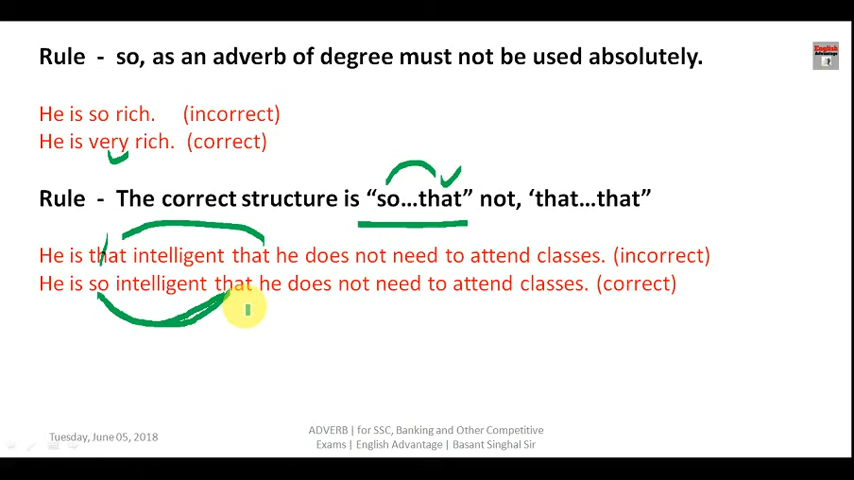 Rule - so, as an adverb of degree must not be used absolutely.
English
Advantage
He is so rich. (incorrect)
He is very rich. (correct)
Rule - The correct structure is “so...that” not, ‘that...that”
He is that intelligent that he does not need to attend classes. (incorrect)
He is so intelligent that he does not need to attend classes. (correct)
Tuesday, June 05, 2018
ADVERB | for SSC, Banking and Other Competitive
Exams | English Advantage | Basant Singhal Sir